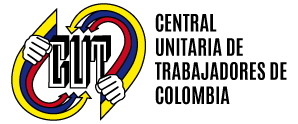 CUT
CENTRAL
UNITARIA DE
TRABAJADORES DE
COLOMBIA